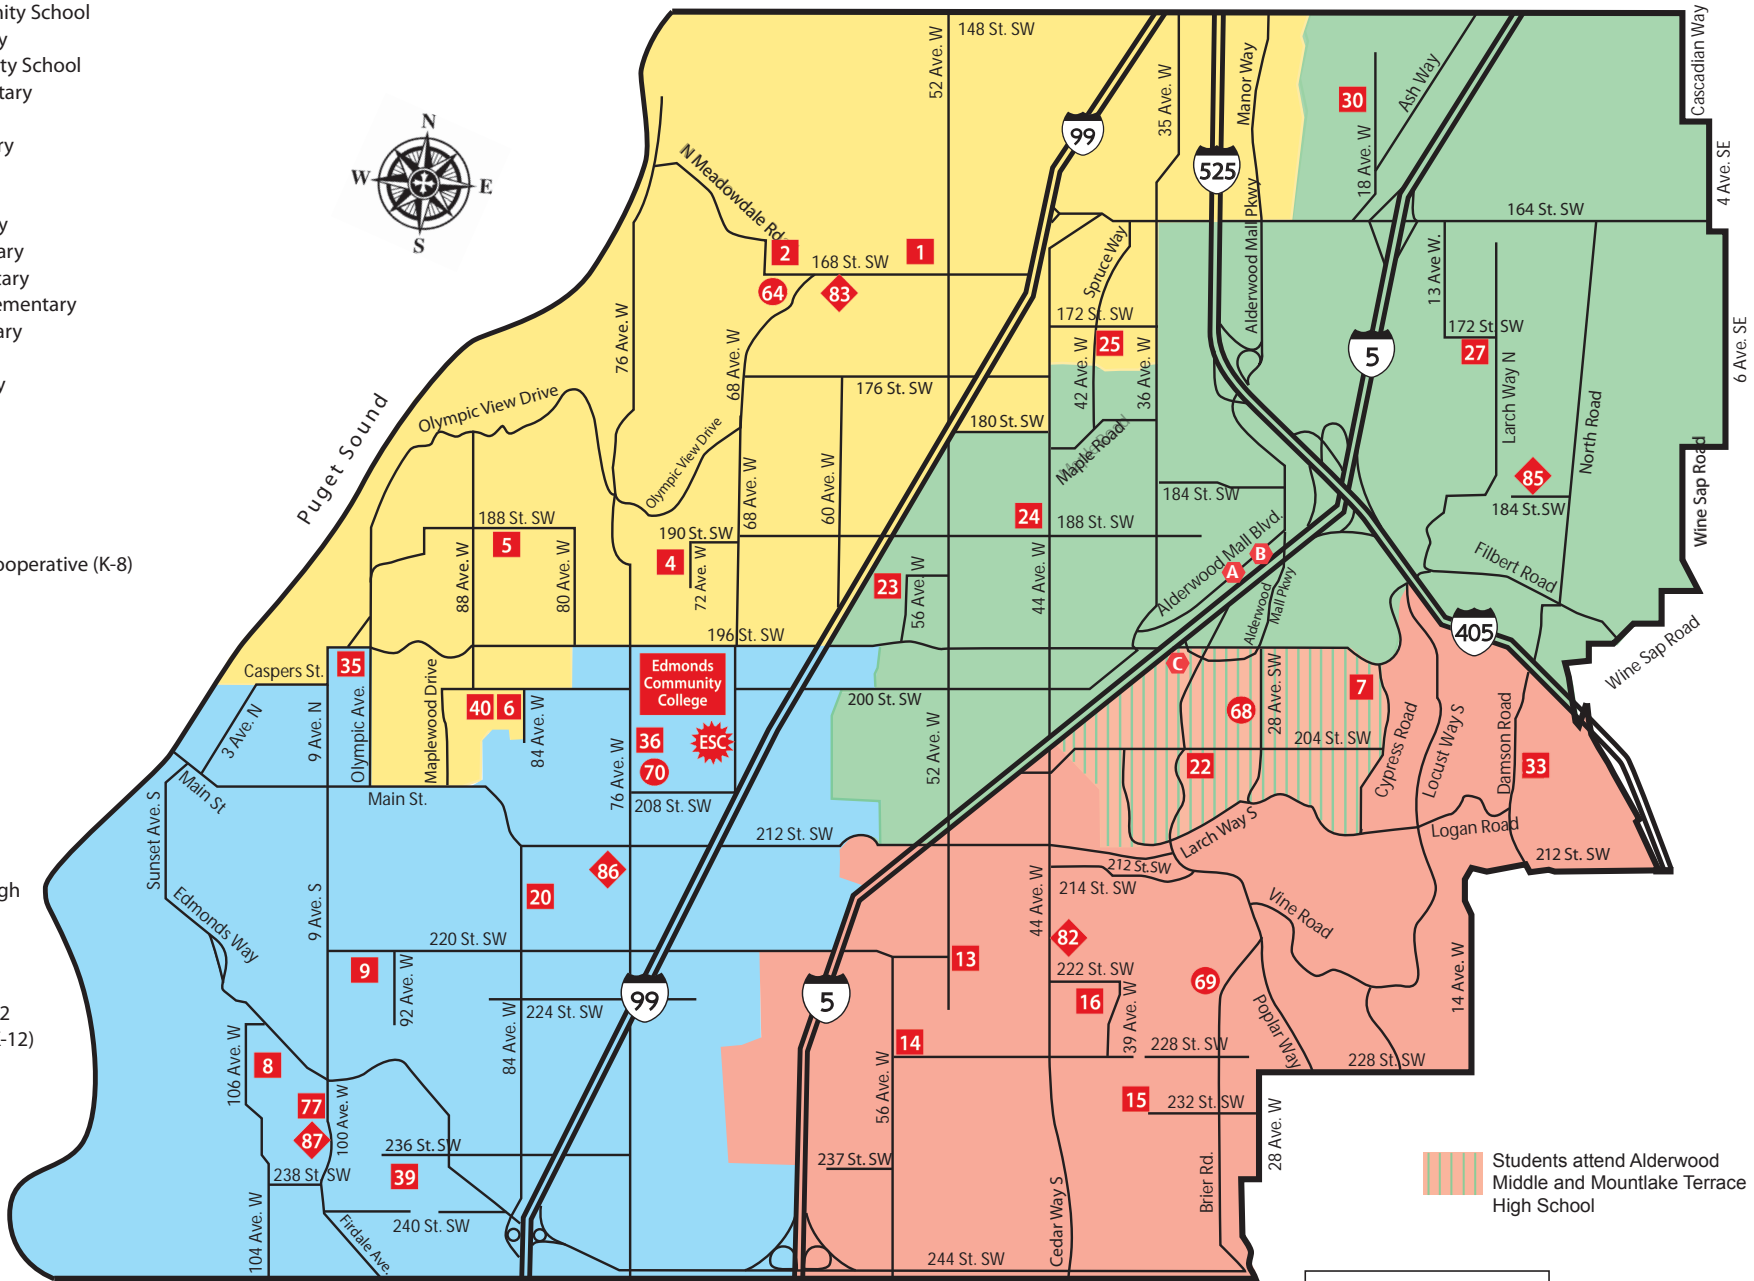 nity School
y
ty School
tary
ry
y
ary
tary
ementary
ary
y
ooperative (K-8)
gh
2
-12)
N
W
E
S
Puget Sound
148 St. SW
52 Ave. W
99
35 Ave. W
525
Manor Way
Alderwood Mall Pkwy
30
18 Ave. W
Ash Way
Cascadian Way
4 Ave. SE
164 St. SW
6 Ave. SE
N Meadowdale Rd.
2
1
168 St. SW
64
83
Spruce Way
13 Ave W.
172 St. SW
25
42 Ave. W
36 Ave. W
5
172 St. SW
27
Larch Way N
North Road
76 Ave. W
68 Ave. W
176 St. SW
Olympic View Drive
Olympic View Drive
180 St. SW
Maple Road
68 Ave. W
60 Ave. W
184 St. SW
85
184 St.SW
Wine Sap Road
188 St. SW
5
190 St. SW
4
72 Ave. W
88 Ave. W
80 Ave. W
24
188 St. SW
44 Ave. W
23
56 Ave. W
Alderwood Mall Blvd.
A
B
Alderwood
Mall Pkwy
Filbert Road
405
Wine Sap Road
196 St. SW
Caspers St.
35
Olympic Ave.
Maplewood Drive
40
6
84 Ave. W
Edmonds
Community
College
36
70
ESC
76 Ave. W
200 St. SW
52 Ave. W
C
68
28 Ave. SW
7
204 St. SW
22
Cypress Road
Locust Way S
Damson Road
33
3 Ave. N
9 Ave. N
Main St
Main St.
208 St. SW
212 St. SW
Larch Way S
Logan Road
212 St. SW
Sunset Ave. S
Edmonds Way
9 Ave. S
86
20
212 St.SW
214 St. SW
44 Ave. W
Vine Road
82
220 St. SW
9
92 Ave. W
13
222 St. SW
16
39 Ave. W
69
14 Ave. W
99
5
224 St. SW
84 Ave. W
Poplar Way
106 Ave. W
8
14
228 St. SW
228 St. SW
77
87
100 Ave. W
56 Ave. W
15
232 St. SW
28 Ave. W
236 St. SW
39
237 St. SW
238 St. SW
104 Ave. W
240 St. SW
Firdale Ave.
Cedar Way S
Brier Rd.
244 St. SW
Students attend Alderwood
Middle and Mountlake Terrace
High School